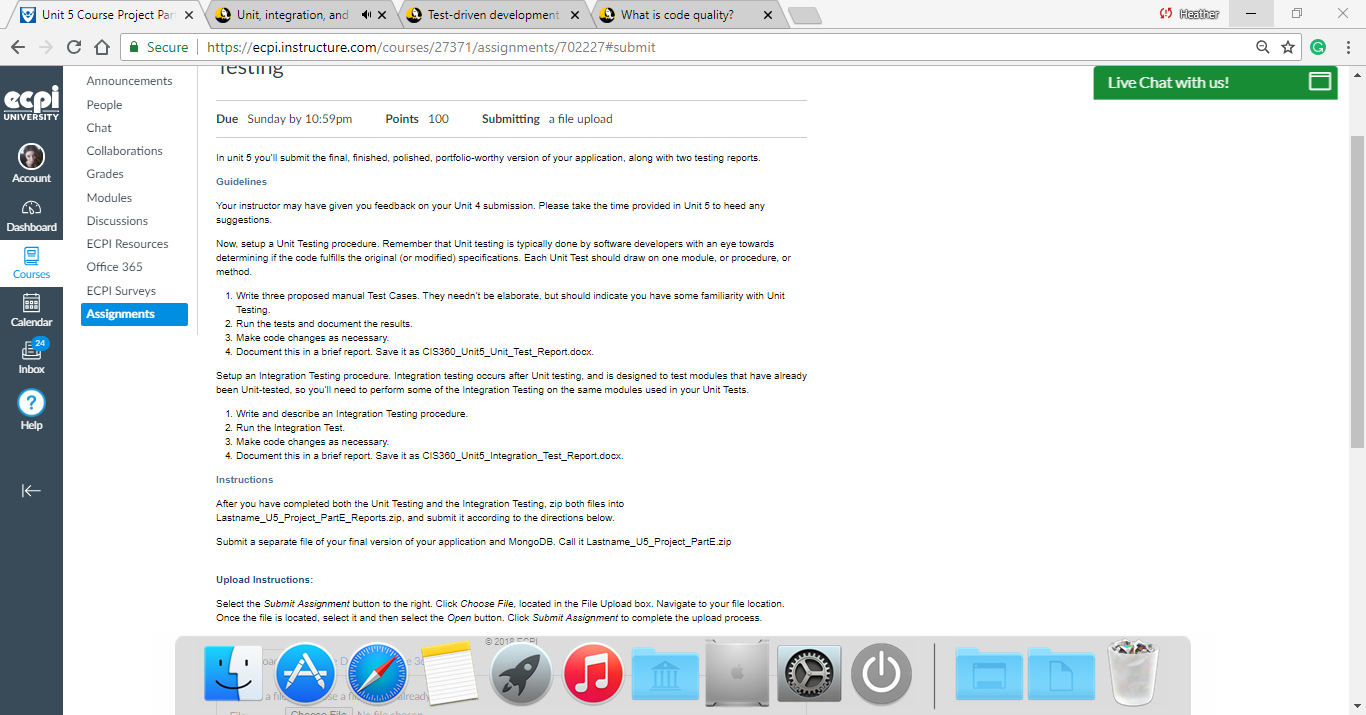 Unit 5 Course Project Par
Unit, integration, and
Test-driven development
What is code quality?
Heather
Secure
https://ecpi.instructure.com/courses/27371/assignments/702227#submit
ecpi
UNIVERSITY
Account
Dashboard
Courses
Calendar
24
Inbox
Help
Announcements
People
Chat
Collaborations
Grades
Modules
Discussions
ECPI Resources
Office 365
ECPI Surveys
Assignments
Live Chat with us!
Testing
Due Sunday by 10:59pm Points 100 Submitting a file upload
In unit 5 you'll submit the final, finished, polished, portfolio-worthy version of your application, along with two testing reports.
Guidelines
Your instructor may have given you feedback on your Unit 4 submission. Please take the time provided in Unit 5 to heed any
suggestions.
Now, setup a Unit Testing procedure. Remember that Unit testing is typically done by software developers with an eye towards
determining if the code fulfills the original (or modified) specifications. Each Unit Test should draw on one module, or procedure, or
method.
1. Write three proposed manual Test Cases. They needn't be elaborate, but should indicate you have some familiarity with Unit
Testing.
2. Run the tests and document the results.
3. Make code changes as necessary.
4. Document this in a brief report. Save it as CIS360_Unit5_Unit_Test_Report.docx.
Setup an Integration Testing procedure. Integration testing occurs after Unit testing, and is designed to test modules that have already
been Unit-tested, so you'll need to perform some of the Integration Testing on the same modules used in your Unit Tests.
1. Write and describe an Integration Testing procedure.
2. Run the Integration Test.
3. Make code changes as necessary.
4. Document this in a brief report. Save it as CIS360_Unit5_Integration_Test_Report.docx.
Instructions
After you have completed both the Unit Testing and the Integration Testing, zip both files into
Lastname_U5_Project_PartE_Reports.zip, and submit it according to the directions below.
Submit a separate file of your final version of your application and MongoDB. Call it Lastname_U5_Project_PartE.zip
Upload Instructions:
Select the Submit Assignment button to the right. Click Choose File, located in the File Upload box. Navigate to your file location.
Once the file is located, select it and then select the Open button. Click Submit Assignment to complete the upload process.
© 2018 ECPI
Choose File No file chosen